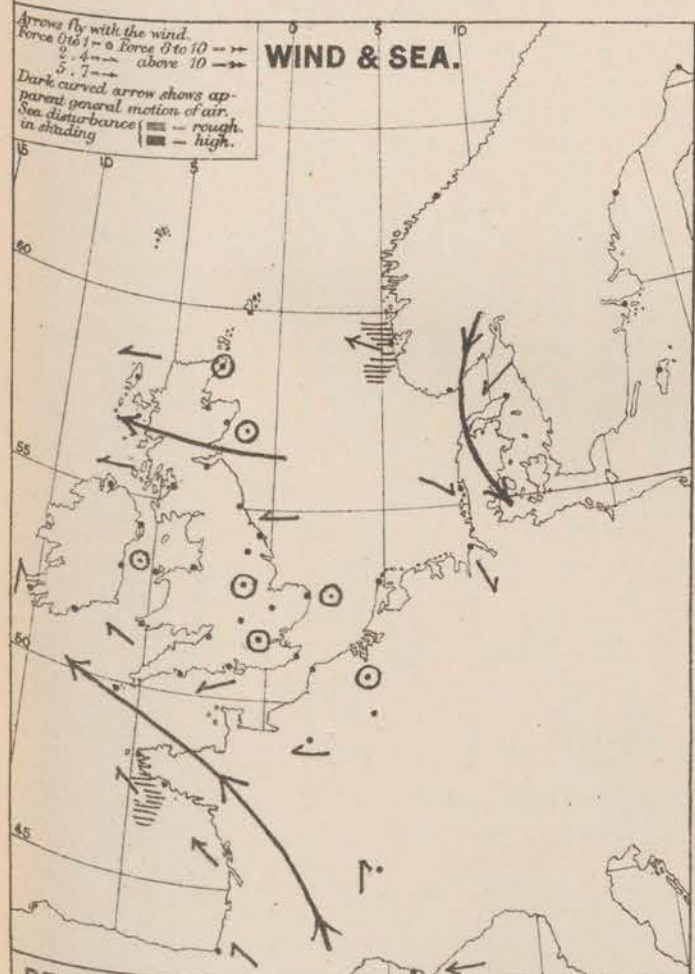 Arrows fly with the wind.
Force 0 to 1 – ⊙ Force 8 to 10
2 . 4 above 10
5 . 7
WIND & SEA.
Dark curved arrow shows ap-
parent general motion of air.
Sea disturbance { – rough.
in shading – high.
0 10
15 10 5 0 5
60
55
50
45